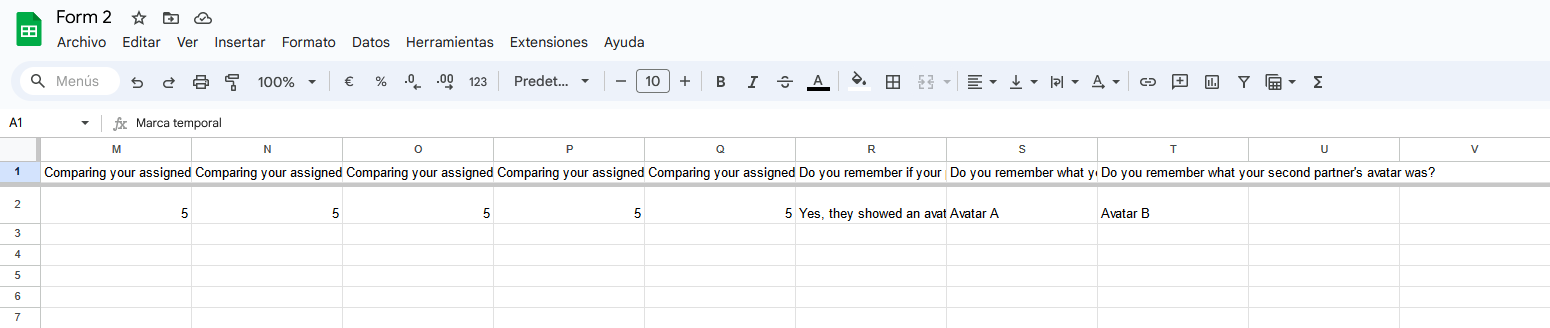 Form 2
Archivo Editar Ver Insertar Formato Datos Herramientas Extensiones Ayuda
Menús 100% € % .0 .00 123 Predet... − 10 + B I S A A Σ
A1 fx Marca temporal
M N O P Q R S T U V
1 Comparing your assigned Comparing your assigned Comparing your assigned Comparing your assigned Comparing your assigned Do you remember if your Do you remember what y Do you remember what your second partner's avatar was?
2 5 5 5 5 5 Yes, they showed an avat Avatar A Avatar B
3
4
5
6
7